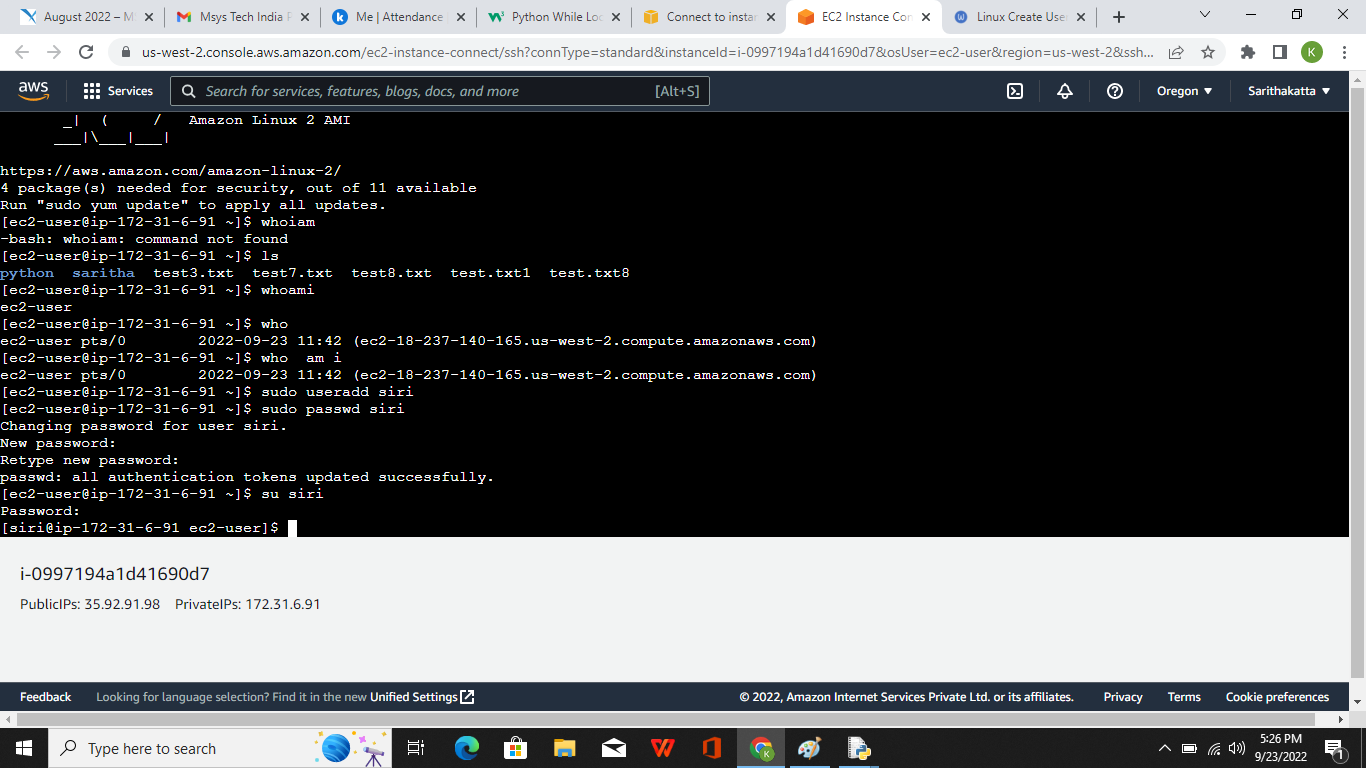 August 2022 – M
Msys Tech India P
Me | Attendance
Python While Loo
Connect to instan
EC2 Instance Con
Linux Create User
us-west-2.console.aws.amazon.com/ec2-instance-connect/ssh?connType=standard&instanceId=i-0997194a1d41690d7&osUser=ec2-user&region=us-west-2&ssh...
K
aws
Services
Search for services, features, blogs, docs, and more
[Alt+S]
Oregon
Sarithakatta
_| ( / Amazon Linux 2 AMI
___|\___|___|
https://aws.amazon.com/amazon-linux-2/
4 package(s) needed for security, out of 11 available
Run "sudo yum update" to apply all updates.
[ec2-user@ip-172-31-6-91 ~]$ whoiam
-bash: whoiam: command not found
[ec2-user@ip-172-31-6-91 ~]$ ls
python saritha test3.txt test7.txt test8.txt test.txt1 test.txt8
[ec2-user@ip-172-31-6-91 ~]$ whoami
ec2-user
[ec2-user@ip-172-31-6-91 ~]$ who
ec2-user pts/0 2022-09-23 11:42 (ec2-18-237-140-165.us-west-2.compute.amazonaws.com)
[ec2-user@ip-172-31-6-91 ~]$ who am i
ec2-user pts/0 2022-09-23 11:42 (ec2-18-237-140-165.us-west-2.compute.amazonaws.com)
[ec2-user@ip-172-31-6-91 ~]$ sudo useradd siri
[ec2-user@ip-172-31-6-91 ~]$ sudo passwd siri
Changing password for user siri.
New password:
Retype new password:
passwd: all authentication tokens updated successfully.
[ec2-user@ip-172-31-6-91 ~]$ su siri
Password:
[siri@ip-172-31-6-91 ec2-user]$
i-0997194a1d41690d7
PublicIPs: 35.92.91.98 PrivateIPs: 172.31.6.91
Feedback
Looking for language selection? Find it in the new Unified Settings
© 2022, Amazon Internet Services Private Ltd. or its affiliates.
Privacy
Terms
Cookie preferences
Type here to search
5:26 PM
9/23/2022
1